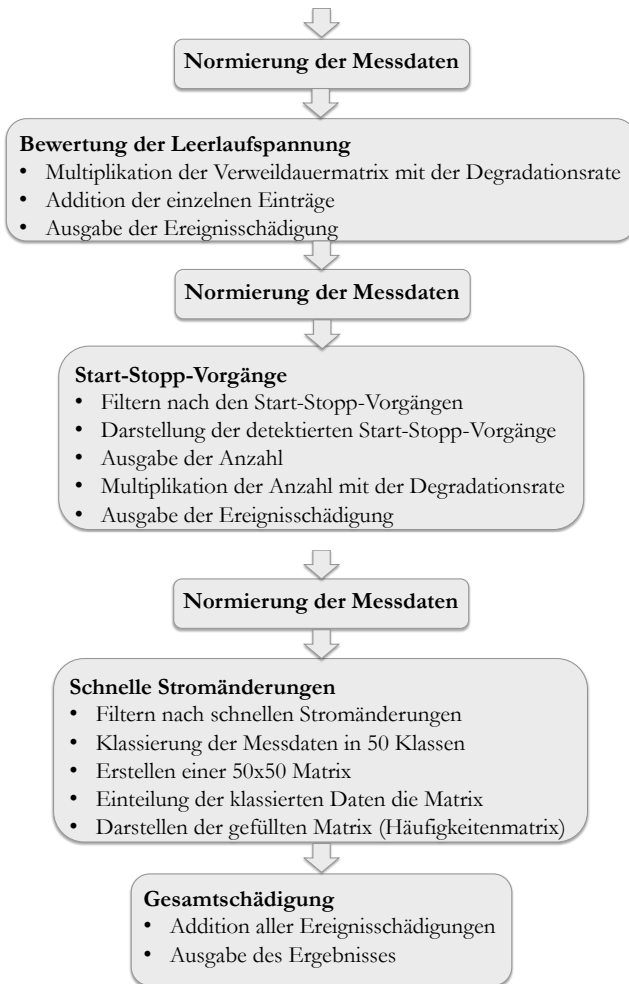 Normierung der Messdaten
Bewertung der Leerlaufspannung
• Multiplikation der Verweildauermatrix mit der Degradationsrate
• Addition der einzelnen Einträge
• Ausgabe der Ereignisschädigung
Normierung der Messdaten
Start-Stopp-Vorgänge
• Filtern nach den Start-Stopp-Vorgängen
• Darstellung der detektierten Start-Stopp-Vorgänge
• Ausgabe der Anzahl
• Multiplikation der Anzahl mit der Degradationsrate
• Ausgabe der Ereignisschädigung
Normierung der Messdaten
Schnelle Stromänderungen
• Filtern nach schnellen Stromänderungen
• Klassierung der Messdaten in 50 Klassen
• Erstellen einer 50x50 Matrix
• Einteilung der klassierten Daten die Matrix
• Darstellen der gefüllten Matrix (Häufigkeitenmatrix)
Gesamtschädigung
• Addition aller Ereignisschädigungen
• Ausgabe des Ergebnisses